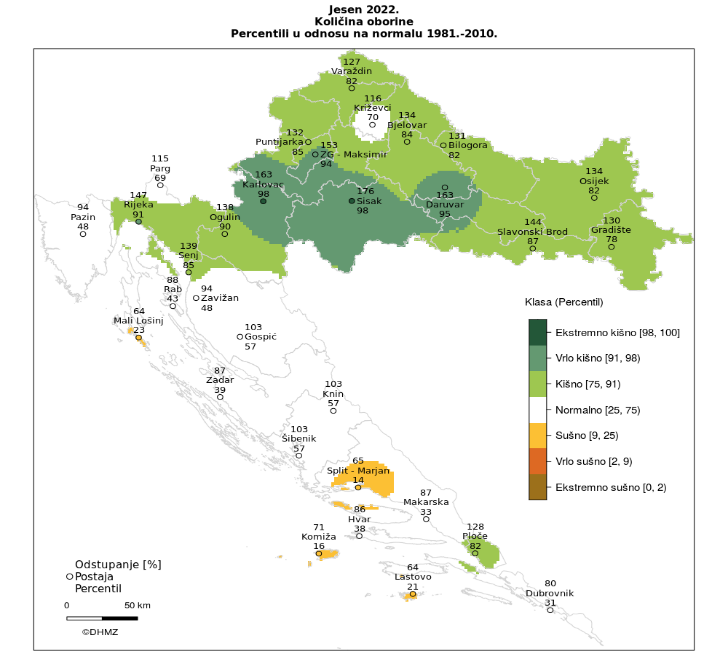 Jesen 2022.
Količina oborine
Percentili u odnosu na normalu 1981.-2010.
127
Varaždin
82
116
Križevci
70
134
Bjelovar
84
131
Bilogora
82
132
Puntijarka
85
153
ZG - Maksimir
94
115
Parg
69
163
Karlovac
98
176
Sisak
98
163
Daruvar
95
134
Osijek
82
147
Rijeka
91
138
Ogulin
90
94
Pazin
48
144
Slavonski Brod
87
130
Gradište
78
139
Senj
85
88
Rab
43
94
Zavižan
48
64
Mali Lošinj
23
103
Gospić
57
87
Zadar
39
103
Knin
57
103
Šibenik
57
65
Split - Marjan
14
87
Makarska
33
86
Hvar
38
71
Komiža
16
128
Ploče
82
64
Lastovo
21
80
Dubrovnik
31
Klasa (Percentil)
Ekstremno kišno [98, 100]
Vrlo kišno [91, 98)
Kišno [75, 91)
Normalno [25, 75)
Sušno [9, 25)
Vrlo sušno [2, 9)
Ekstremno sušno [0, 2)
Odstupanje [%]
Postaja
Percentil
0 50 km
©DHMZ